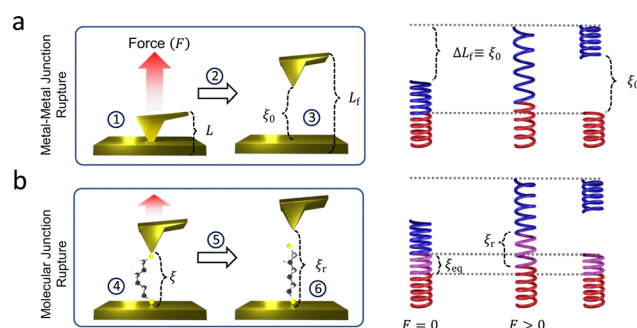 a
Metal-Metal Junction
Rupture
Force (F)
1
2
3
L
ξ0
Lf
ΔLf ≡ ξ0
ξ0
b
Molecular Junction
Rupture
4
5
6
ξ
ξr
ξeq
ξr
F = 0
F > 0